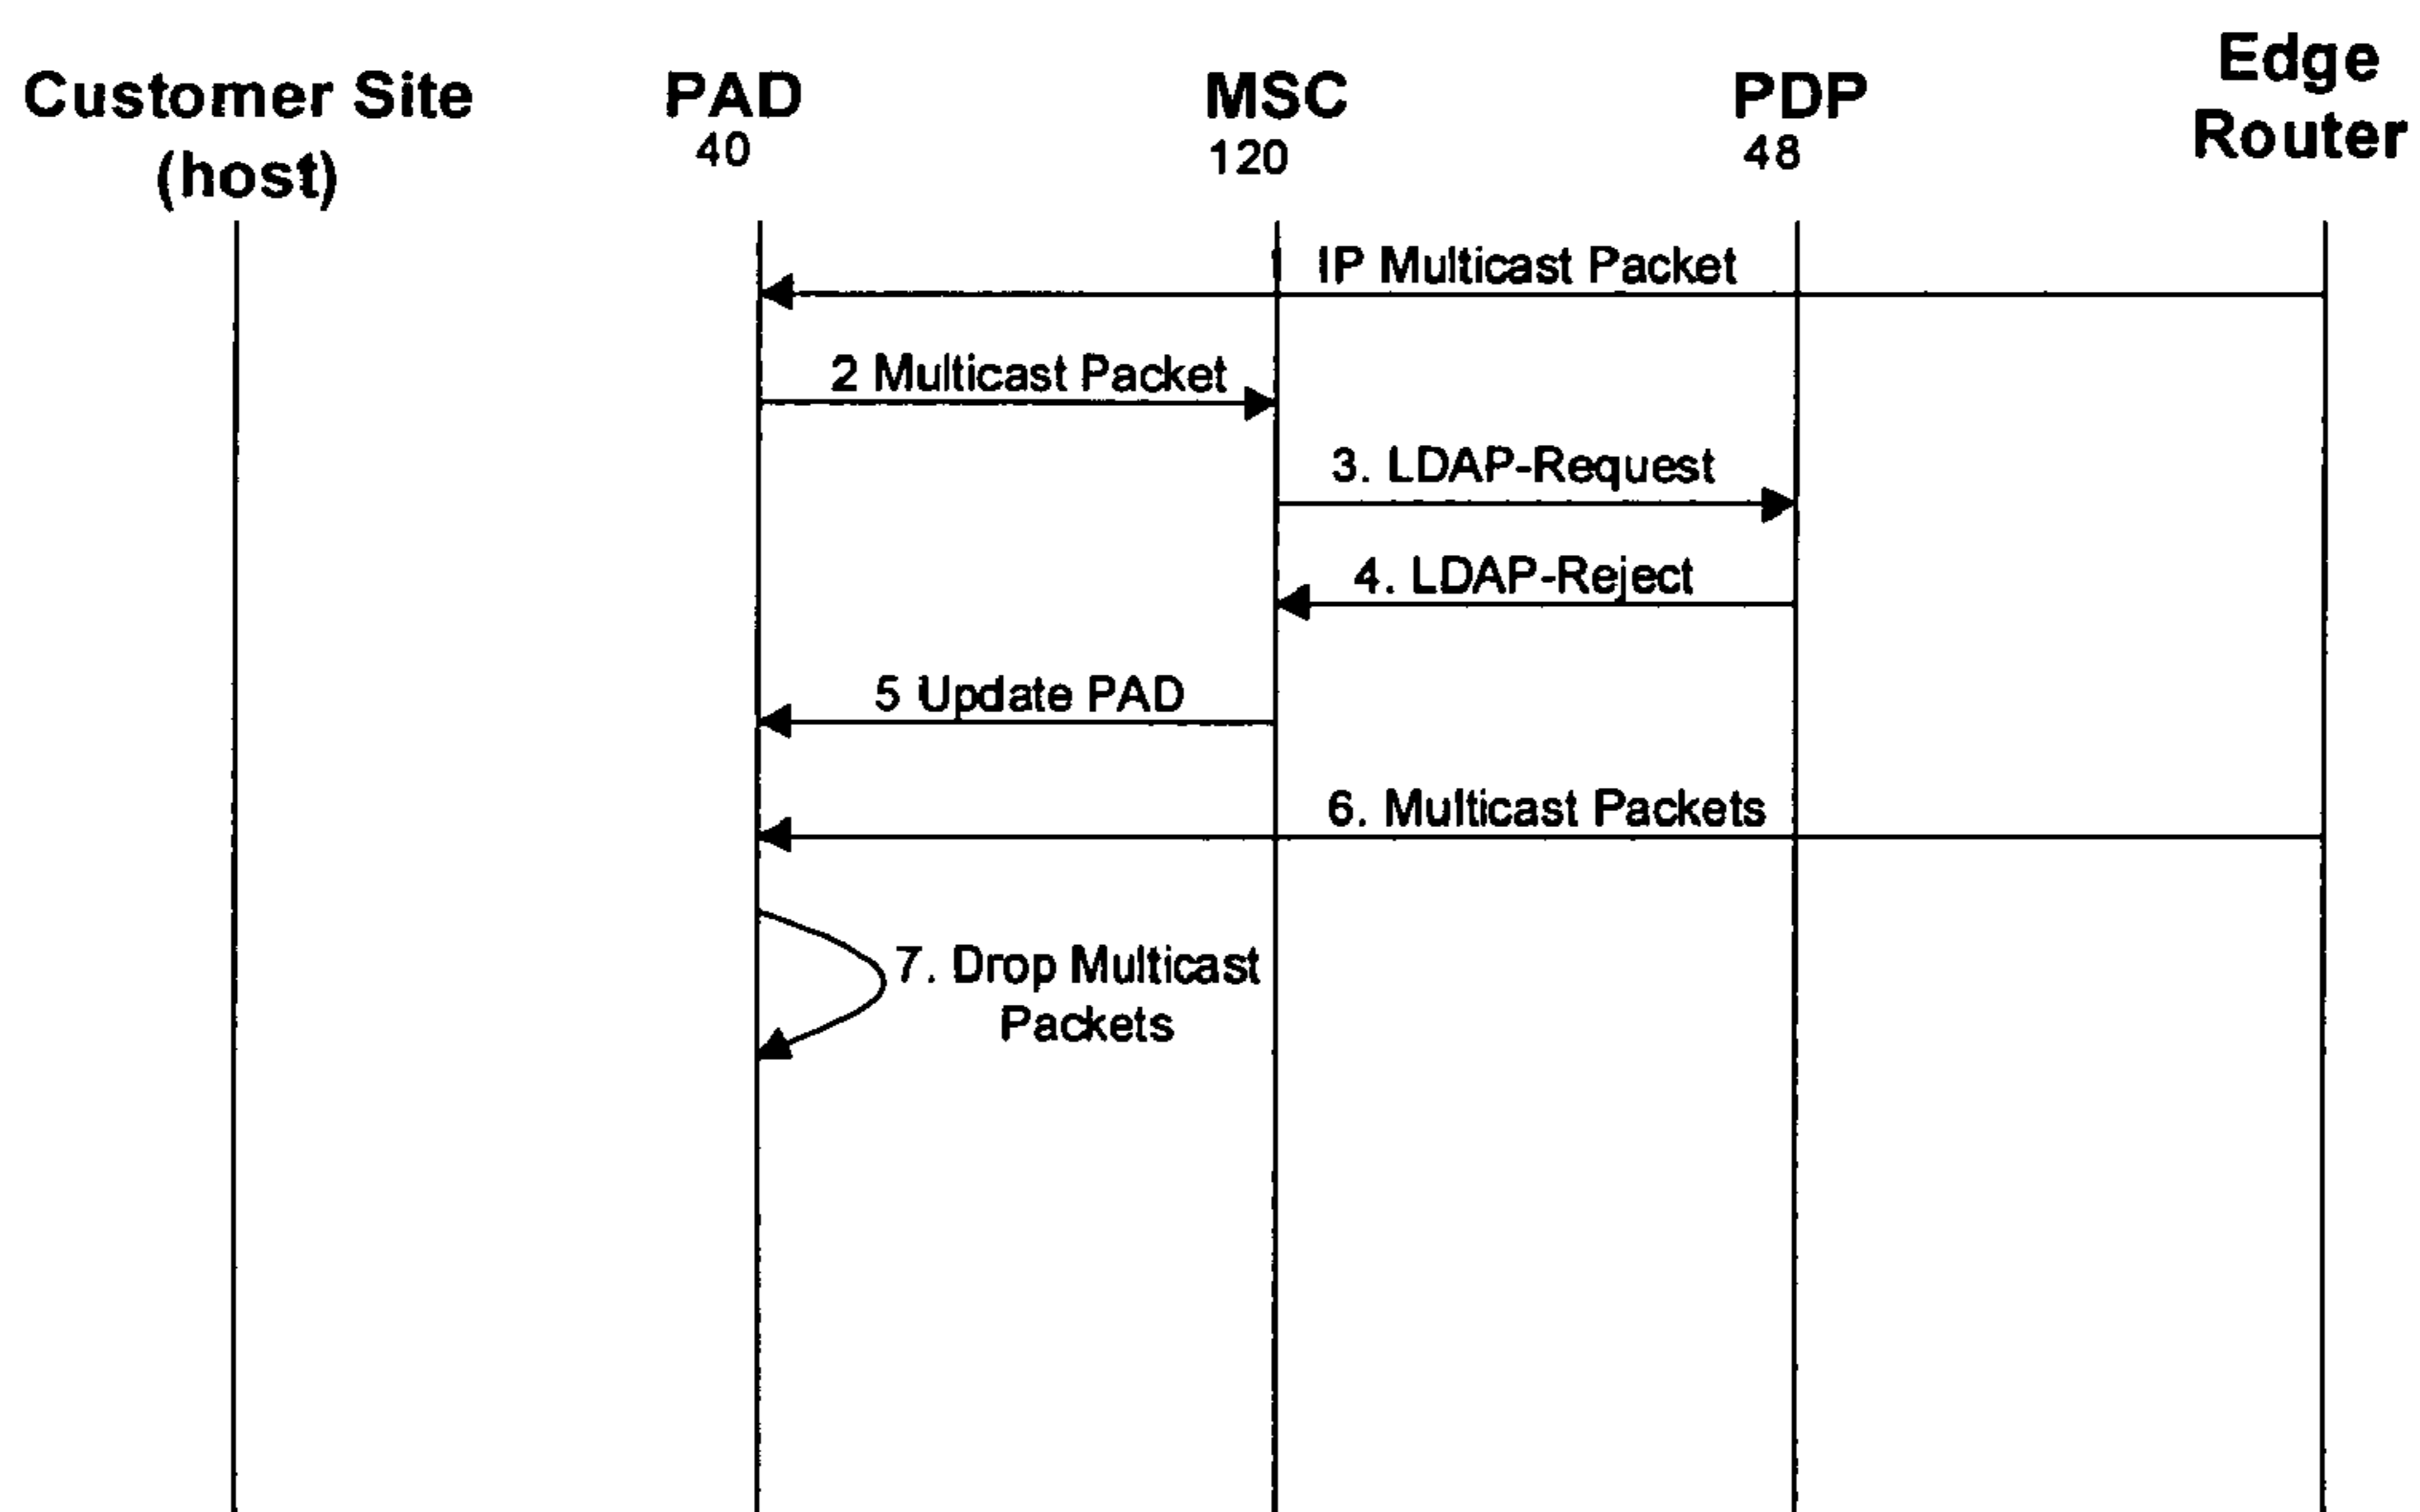 Customer Site
(host)
PAD
40
MSC
120
PDP
48
Edge
Router
IP Multicast Packet
2 Multicast Packet
3. LDAP-Request
4. LDAP-Reject
5 Update PAD
6. Multicast Packets
7. Drop Multicast
Packets